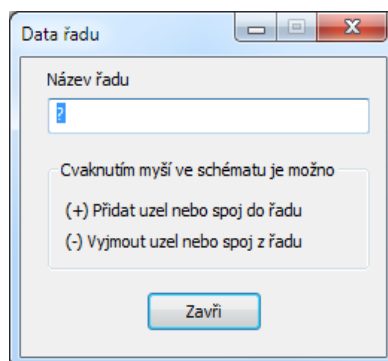 Data řadu
Název řadu
?
Cvaknutím myší ve schématu je možno
(+) Přidat uzel nebo spoj do řadu
(-) Vyjmout uzel nebo spoj z řadu
Zavři